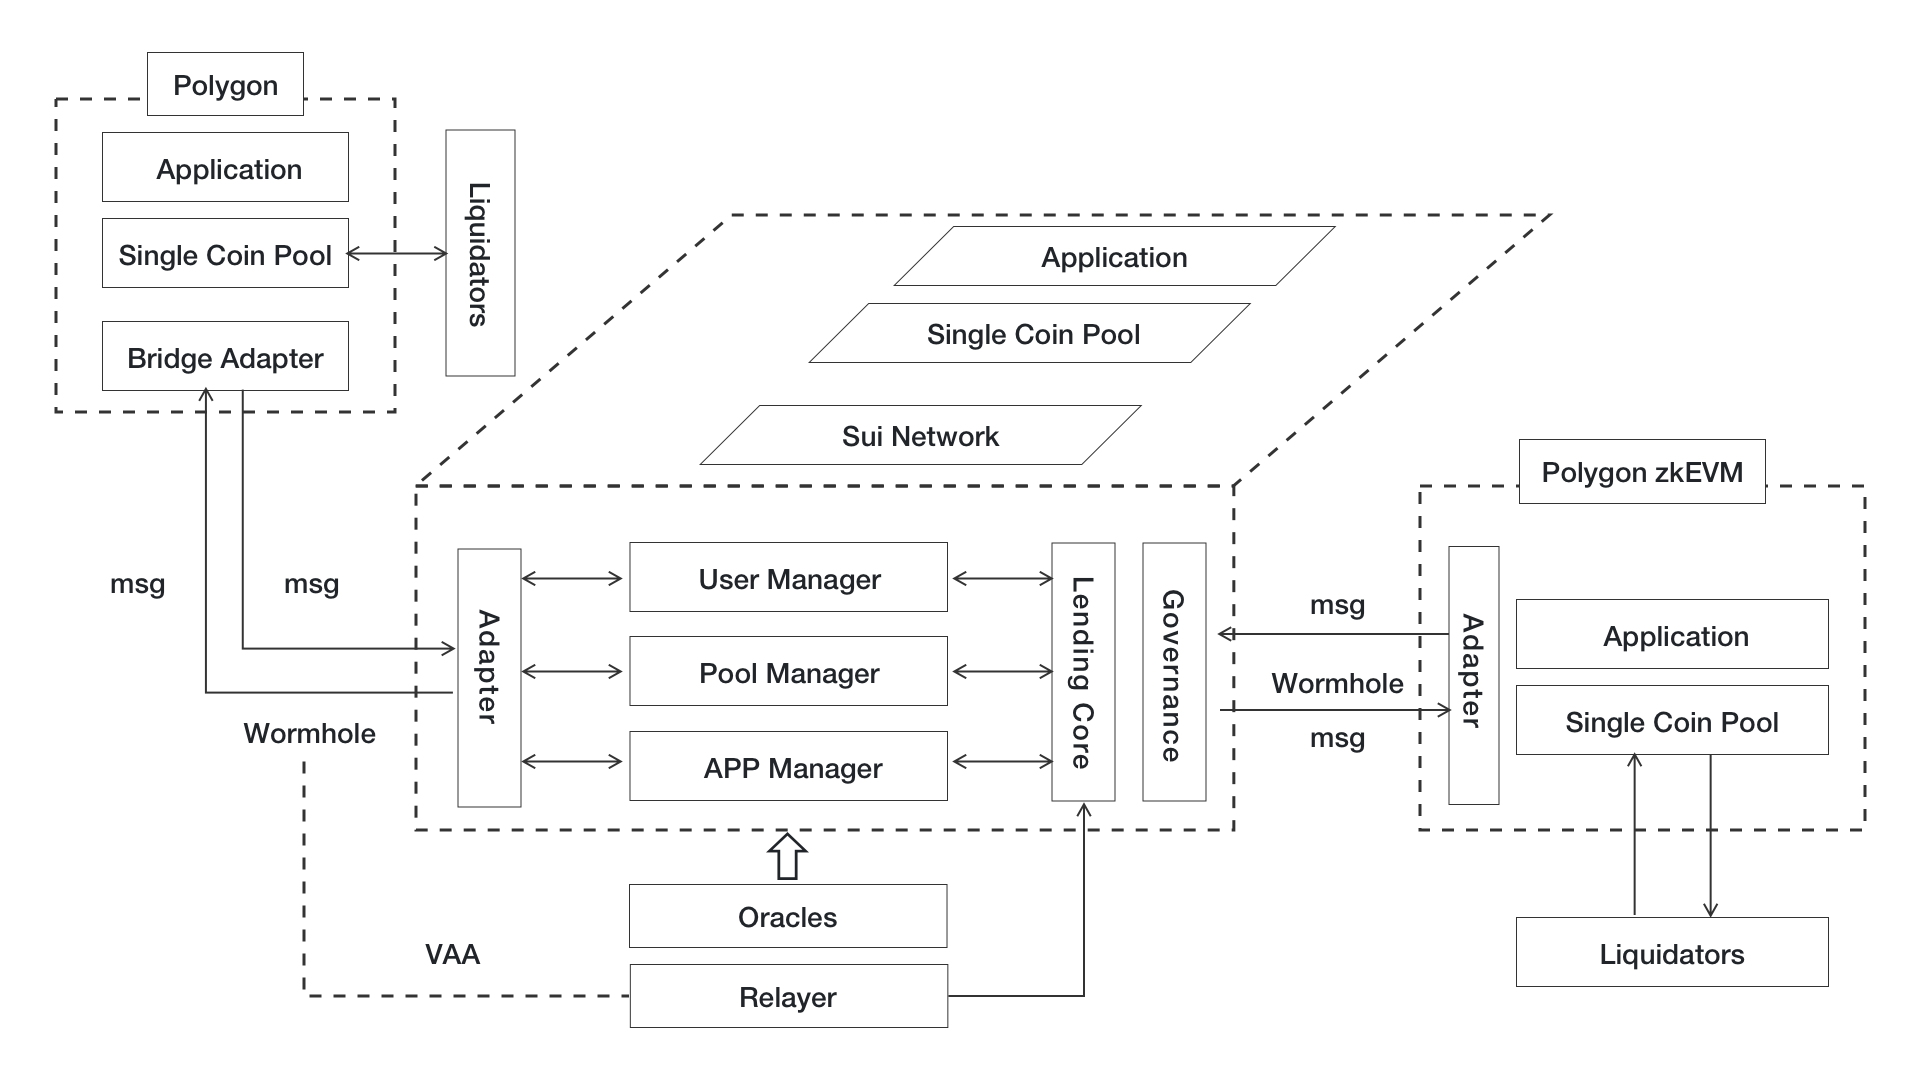 Polygon
Application
Single Coin Pool
Bridge Adapter
Liquidators
Application
Single Coin Pool
Sui Network
msg
msg
Wormhole
Adapter
User Manager
Pool Manager
APP Manager
Lending Core
Governance
msg
Wormhole
msg
Polygon zkEVM
Adapter
Application
Single Coin Pool
Liquidators
Oracles
VAA
Relayer